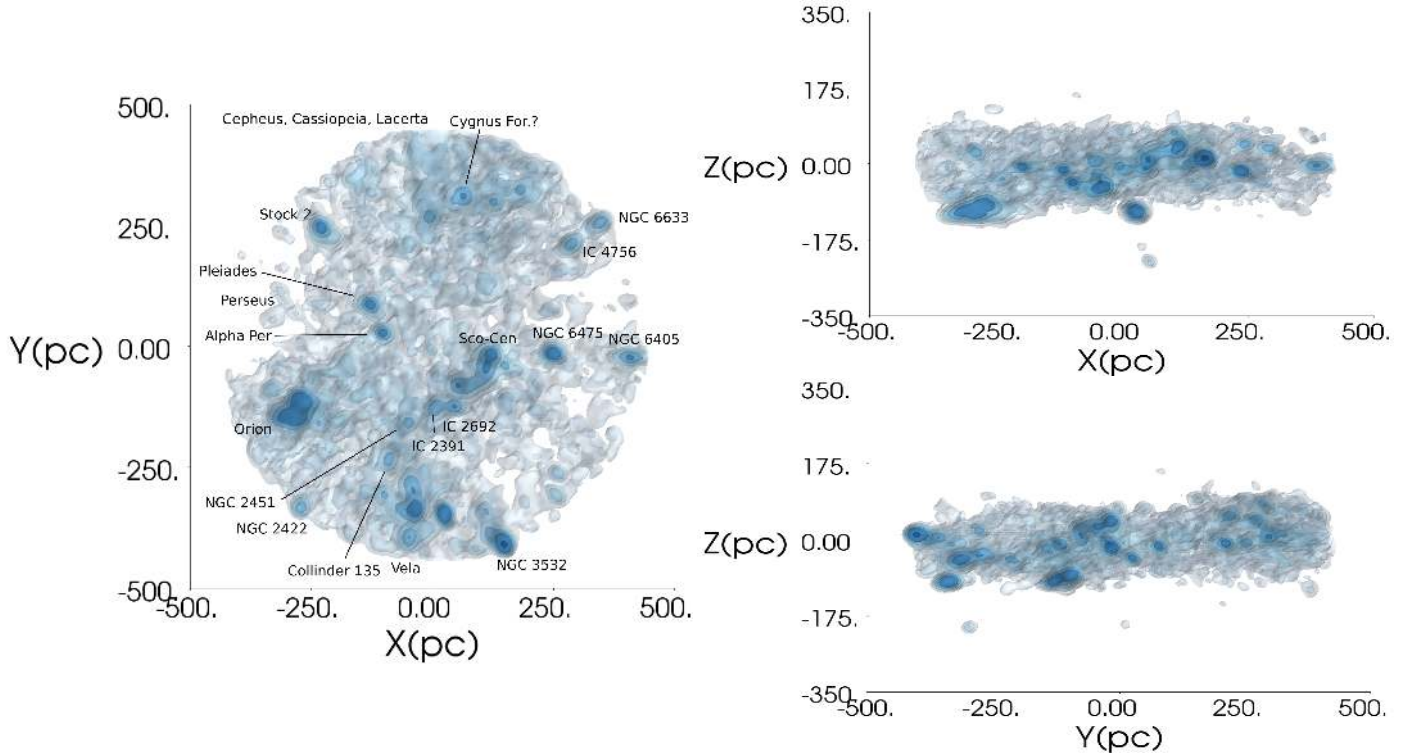 500.
250.
0.00
-250.
-500.
Y(pc)
-500.
-250.
0.00
250.
500.
X(pc)
Cepheus, Cassiopeia, Lacerta
Cygnus For.?
Stock 2
NGC 6633
IC 4756
Pleiades
Perseus
Alpha Per
Sco-Cen
NGC 6475
NGC 6405
Orion
IC 2692
IC 2391
NGC 2451
NGC 2422
Collinder 135
Vela
NGC 3532
350.
175.
0.00
-175.
-350.
Z(pc)
-500.
-250.
0.00
250.
500.
X(pc)
350.
175.
0.00
-175.
-350.
Z(pc)
-500.
-250.
0.00
250.
500.
Y(pc)